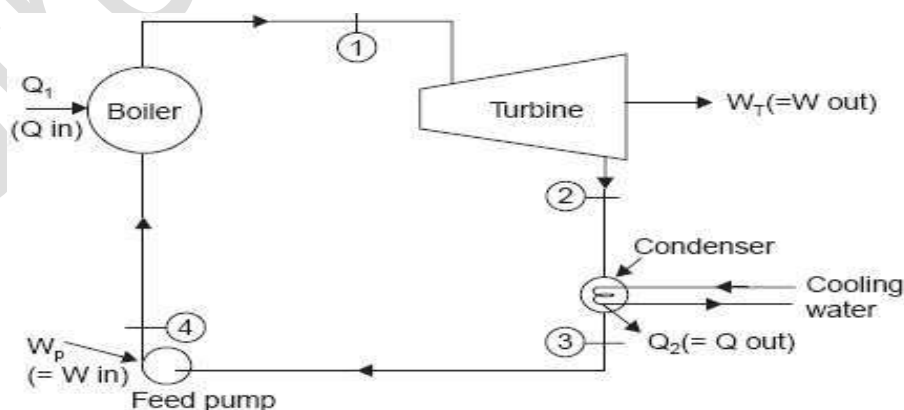 1
Q1
(Q in)
Boiler
Turbine
WT(=W out)
2
Condenser
Cooling
water
Q2(= Q out)
3
4
Wp
(= W in)
Feed pump